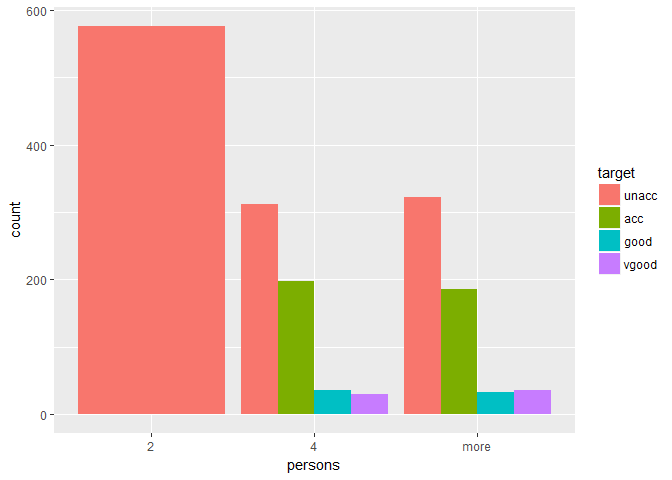 600
400
200
0
count
2 4 more
persons
target
unacc
acc
good
vgood